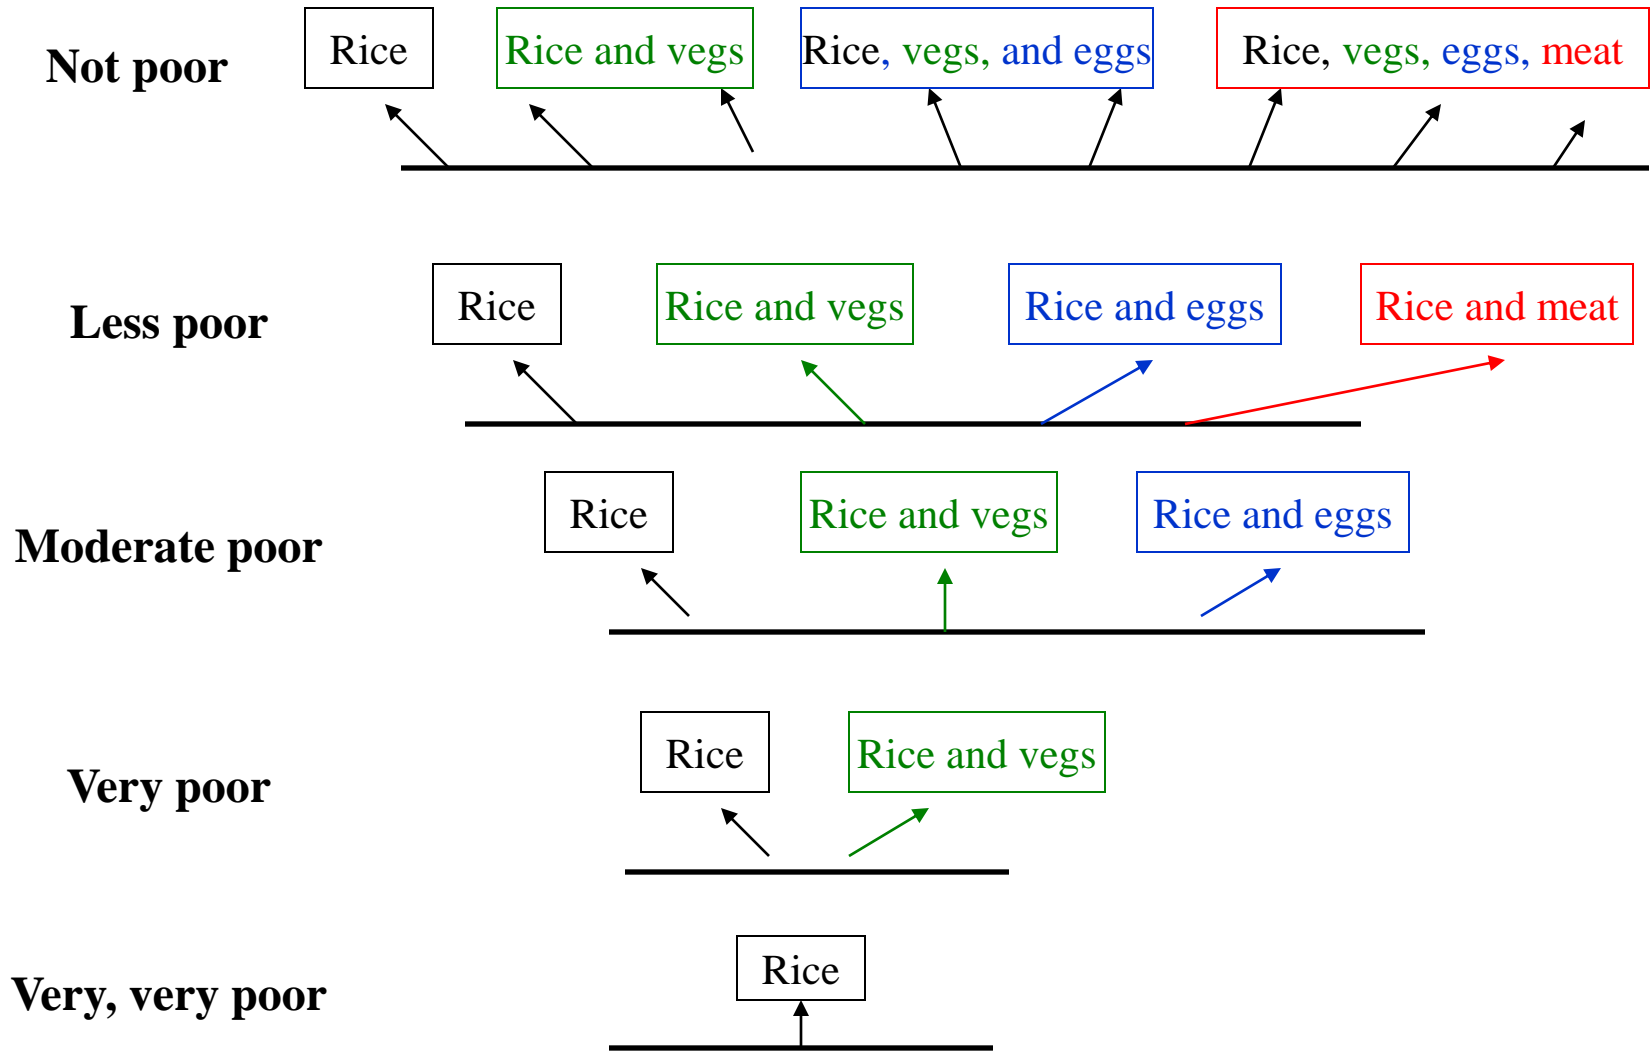 Not poor
Rice
Rice and vegs
Rice, vegs, and eggs
Rice, vegs, eggs, meat
Less poor
Rice
Rice and vegs
Rice and eggs
Rice and meat
Moderate poor
Rice
Rice and vegs
Rice and eggs
Very poor
Rice
Rice and vegs
Very, very poor
Rice